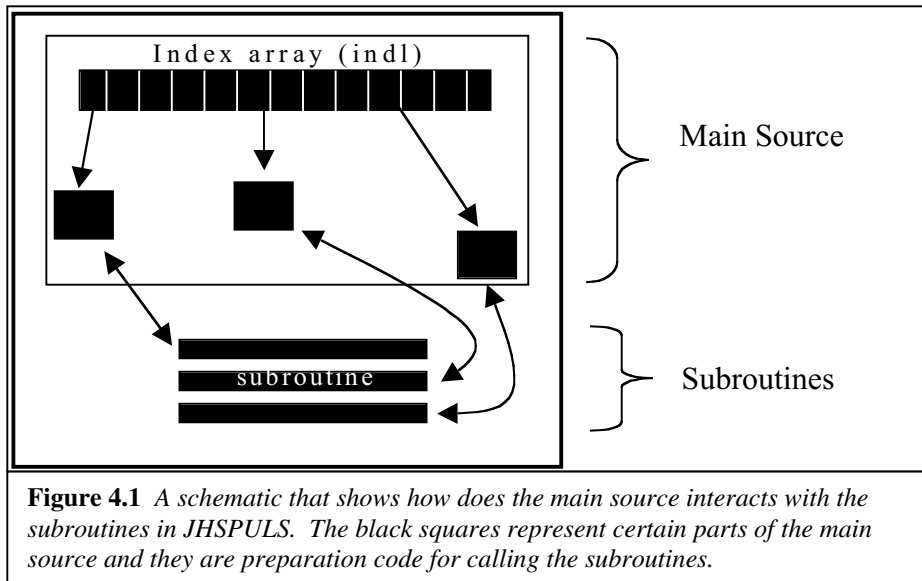 Index array (indl)
Main Source
subroutine
Subroutines
Figure 4.1 A schematic that shows how does the main source interacts with the
subroutines in JHSPULS. The black squares represent certain parts of the main
source and they are preparation code for calling the subroutines.